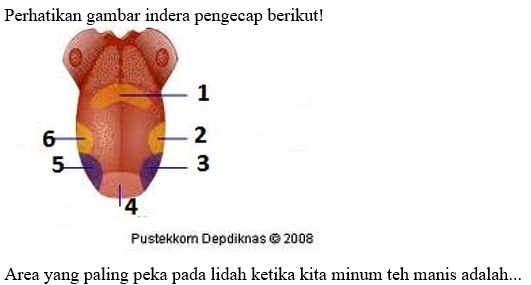 Perhatikan gambar indera pengecap berikut!
1
6 2
5 3
4
Pustekkom Depdiknas © 2008
Area yang paling peka pada lidah ketika kita minum teh manis adalah...